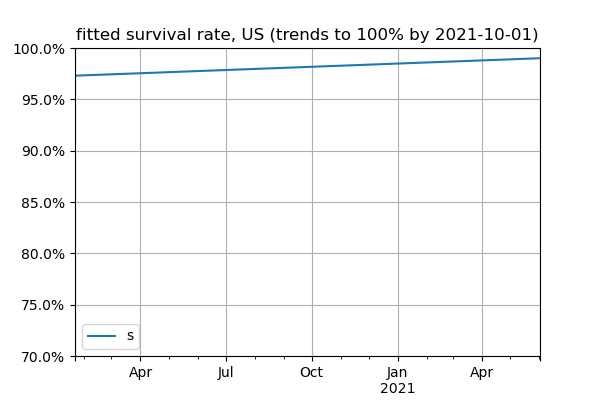 fitted survival rate, US (trends to 100% by 2021-10-01)
100.0%
95.0%
90.0%
85.0%
80.0%
75.0%
70.0%
s
Apr Jul Oct Jan Apr
2021